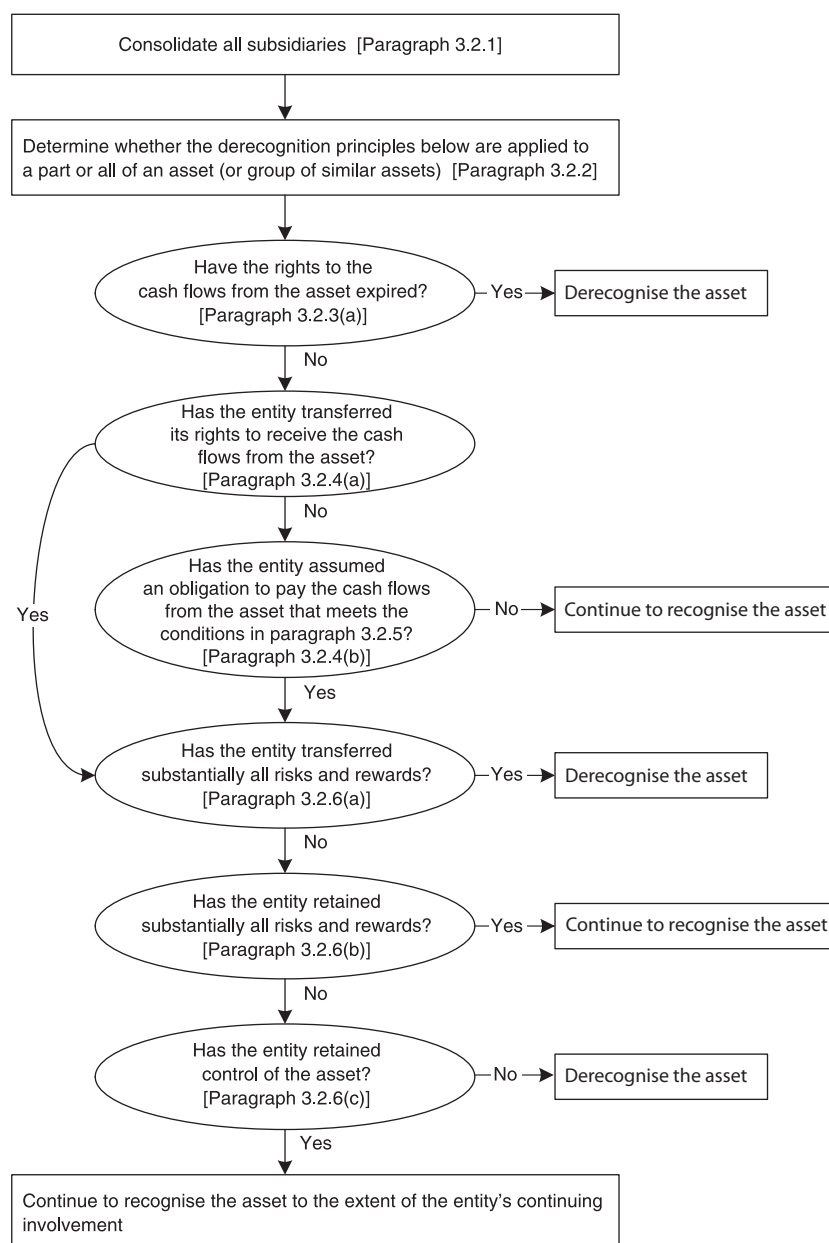 Consolidate all subsidiaries [Paragraph 3.2.1]
Determine whether the derecognition principles below are applied to
a part or all of an asset (or group of similar assets) [Paragraph 3.2.2]
Have the rights to the
cash flows from the asset expired?
[Paragraph 3.2.3(a)]
Yes
Derecognise the asset
No
Has the entity transferred
its rights to receive the cash
flows from the asset?
[Paragraph 3.2.4(a)]
No
Has the entity assumed
an obligation to pay the cash flows
from the asset that meets the
conditions in paragraph 3.2.5?
[Paragraph 3.2.4(b)]
No
Continue to recognise the asset
Yes
Yes
Has the entity transferred
substantially all risks and rewards?
[Paragraph 3.2.6(a)]
Yes
Derecognise the asset
No
Has the entity retained
substantially all risks and rewards?
[Paragraph 3.2.6(b)]
Yes
Continue to recognise the asset
No
Has the entity retained
control of the asset?
[Paragraph 3.2.6(c)]
No
Derecognise the asset
Yes
Continue to recognise the asset to the extent of the entity’s continuing
involvement